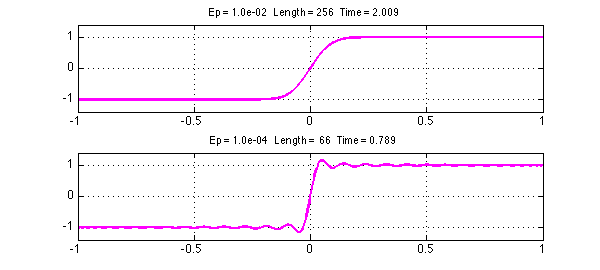 Ep = 1.0e-02 Length = 256 Time = 2.009
1
0
-1
-1 -0.5 0 0.5 1
Ep = 1.0e-04 Length = 66 Time = 0.789
1
0
-1
-1 -0.5 0 0.5 1